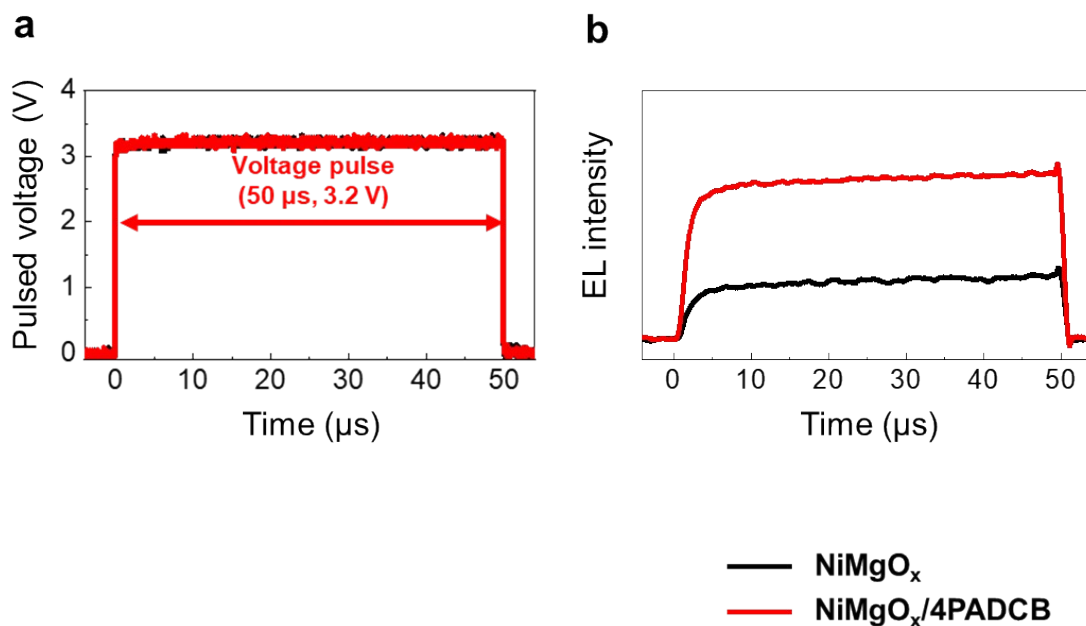 a
Pulsed voltage (V)
4
3
2
1
0
Voltage pulse
(50 µs, 3.2 V)
0 10 20 30 40 50
Time (µs)
b
EL intensity
0 10 20 30 40 50
Time (µs)
NiMgOₓ
NiMgOₓ/4PADCB